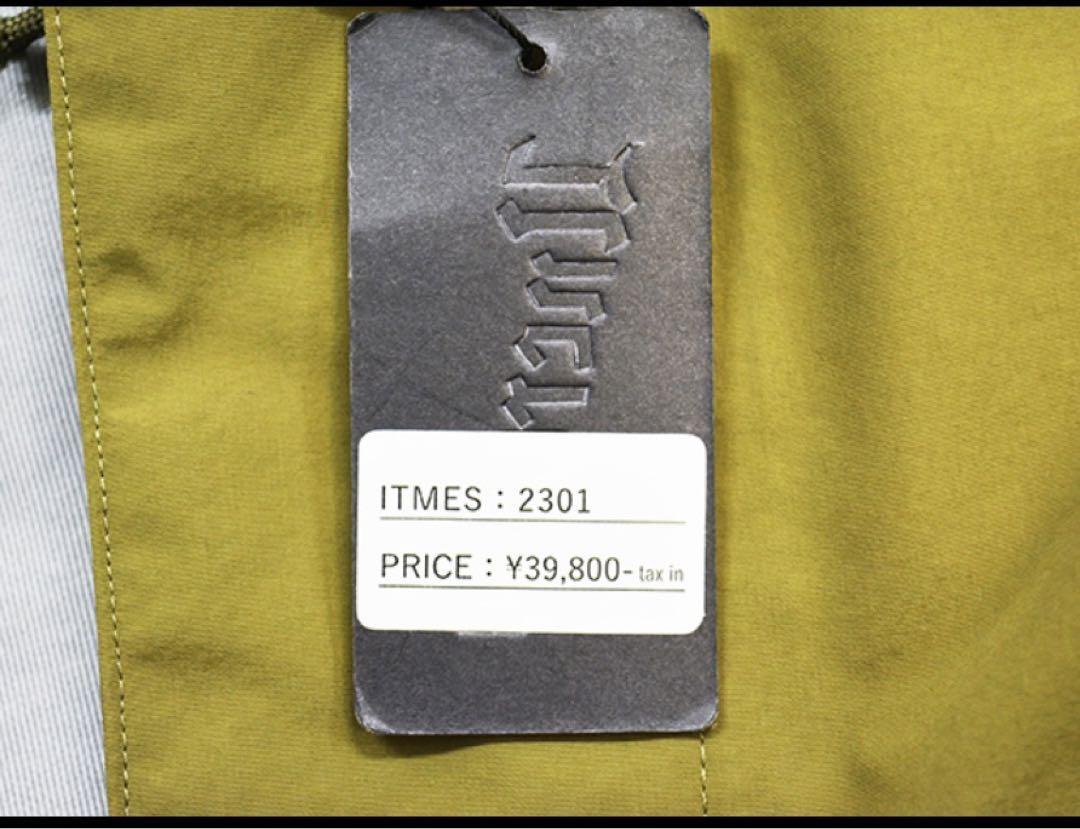 ITMES : 2301
PRICE : ¥39,800- tax in